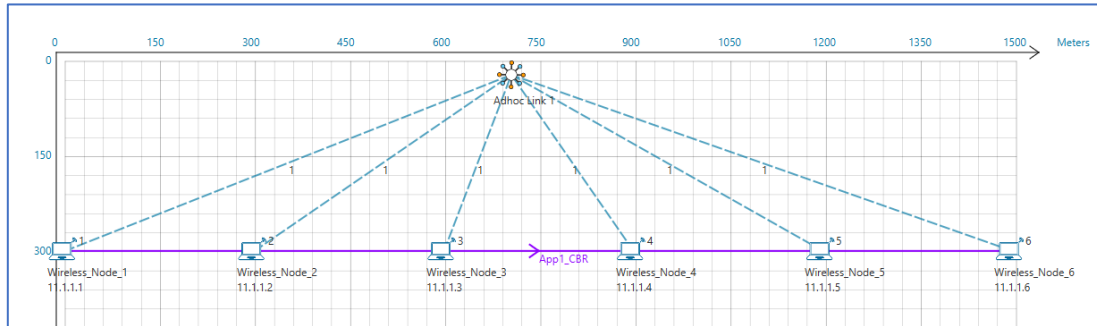 0 150 300 450 600 750 900 1050 1200 1350 1500 Meters
0
Adhoc Link 1
150
1 1 1 1 1 1
1 2 3 4 5 6
300
App1_CBR
Wireless_Node_1 Wireless_Node_2 Wireless_Node_3 Wireless_Node_4 Wireless_Node_5 Wireless_Node_6
11.1.1.1 11.1.1.2 11.1.1.3 11.1.1.4 11.1.1.5 11.1.1.6